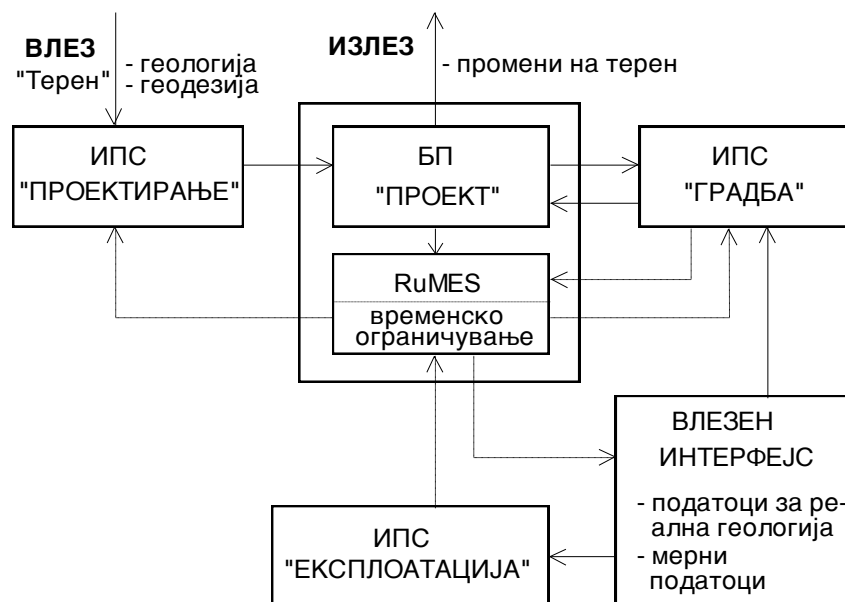 ВЛЕЗ
"Терен"
- геологија
- геодезија
ИЗЛЕЗ
- промени на терен
ИПС
"ПРОЕКТИРАЊЕ"
БП
"ПРОЕКТ"
ИПС
"ГРАДБА"
RuMES
временско
ограничување
ВЛЕЗЕН
ИНТЕРФЕЈС
- податоци за ре-
ална геологија
- мерни
податоци
ИПС
"ЕКСПЛОАТАЦИЈА"